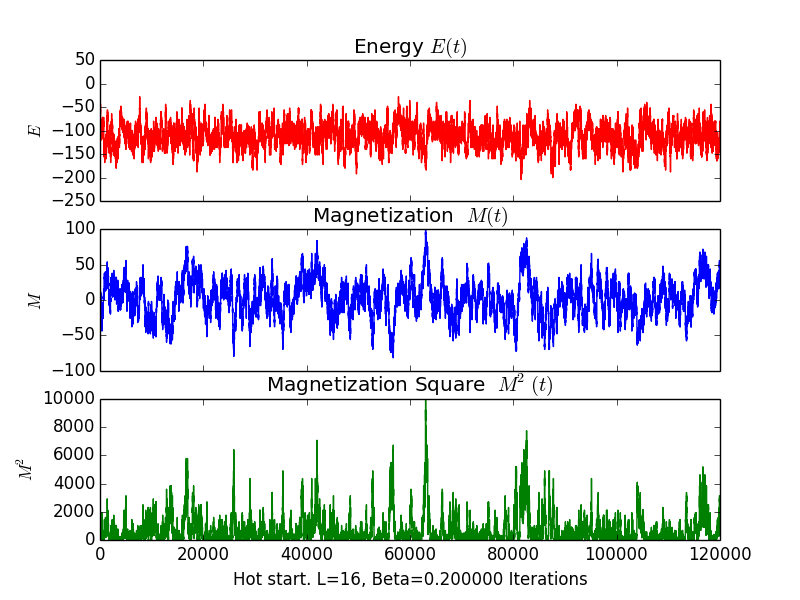 Energy E(t)
50
0
−50
−100
−150
−200
−250
E
Magnetization M(t)
100
50
0
−50
−100
M
Magnetization Square M² (t)
10000
8000
6000
4000
2000
0
M²
0 20000 40000 60000 80000 100000 120000
Hot start. L=16, Beta=0.200000 Iterations